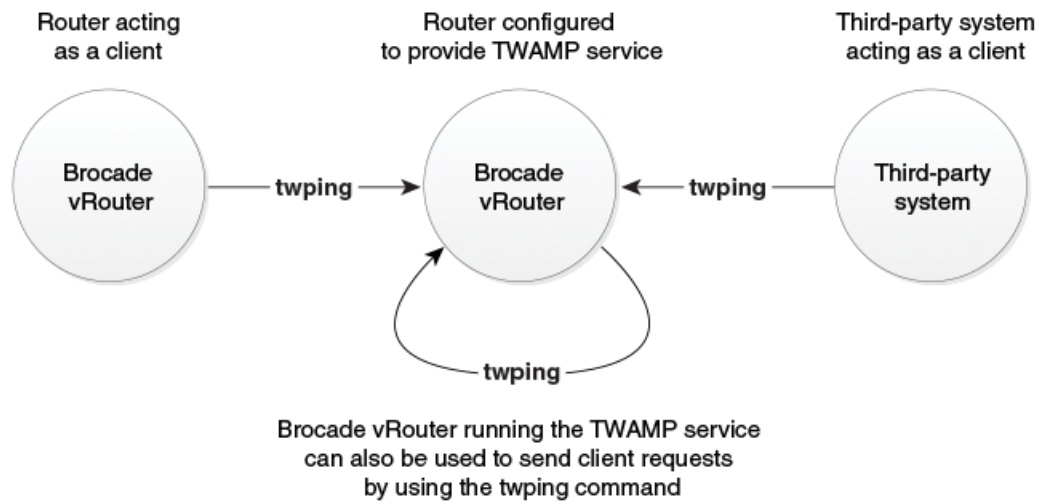 Router acting
as a client
Router configured
to provide TWAMP service
Third-party system
acting as a client
Brocade
vRouter
twping
Brocade
vRouter
twping
Third-party
system
twping
Brocade vRouter running the TWAMP service
can also be used to send client requests
by using the twping command